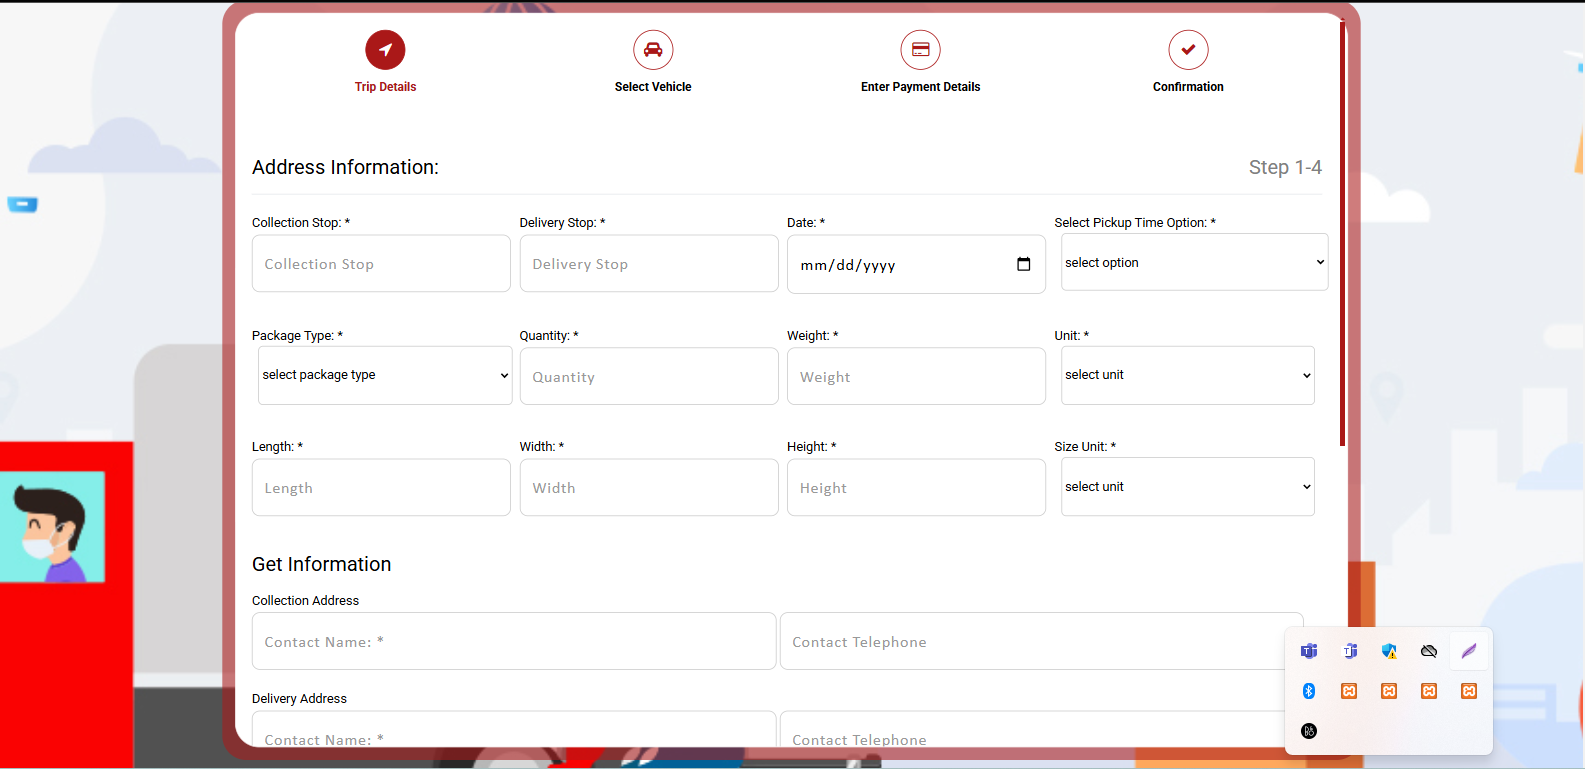 Trip Details
Select Vehicle
Enter Payment Details
Confirmation
Address Information:
Step 1-4
Collection Stop: *
Delivery Stop: *
Date: *
Select Pickup Time Option: *
Collection Stop
Delivery Stop
mm/dd/yyyy
select option
Package Type: *
Quantity: *
Weight: *
Unit: *
select package type
Quantity
Weight
select unit
Length: *
Width: *
Height: *
Size Unit: *
Length
Width
Height
select unit
Get Information
Collection Address
Contact Name: *
Contact Telephone
Delivery Address
Contact Name: *
Contact Telephone